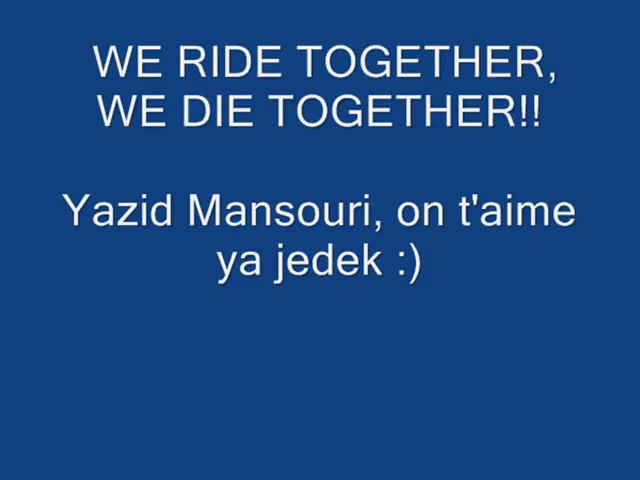 WE RIDE TOGETHER,
WE DIE TOGETHER!!
Yazid Mansouri, on t'aime
ya jedek :)